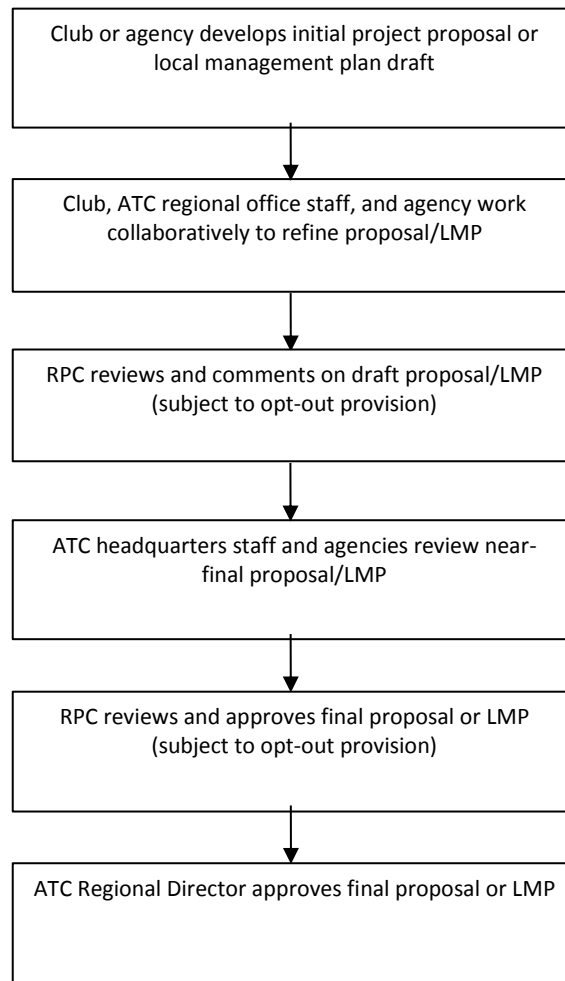 Club or agency develops initial project proposal or
local management plan draft
Club, ATC regional office staff, and agency work
collaboratively to refine proposal/LMP
RPC reviews and comments on draft proposal/LMP
(subject to opt-out provision)
ATC headquarters staff and agencies review near-
final proposal/LMP
RPC reviews and approves final proposal or LMP
(subject to opt-out provision)
ATC Regional Director approves final proposal or LMP